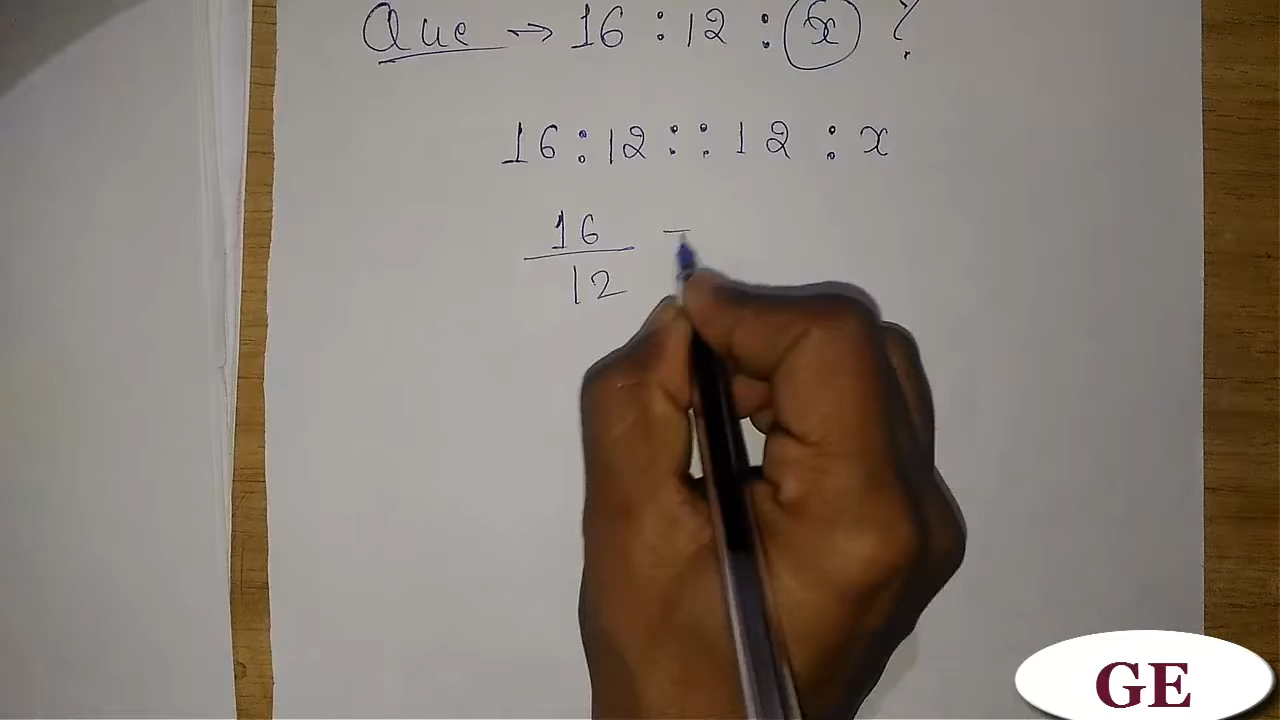 Que → 16 : 12 : x ?
16 : 12 :: 12 : x
16
12
GE